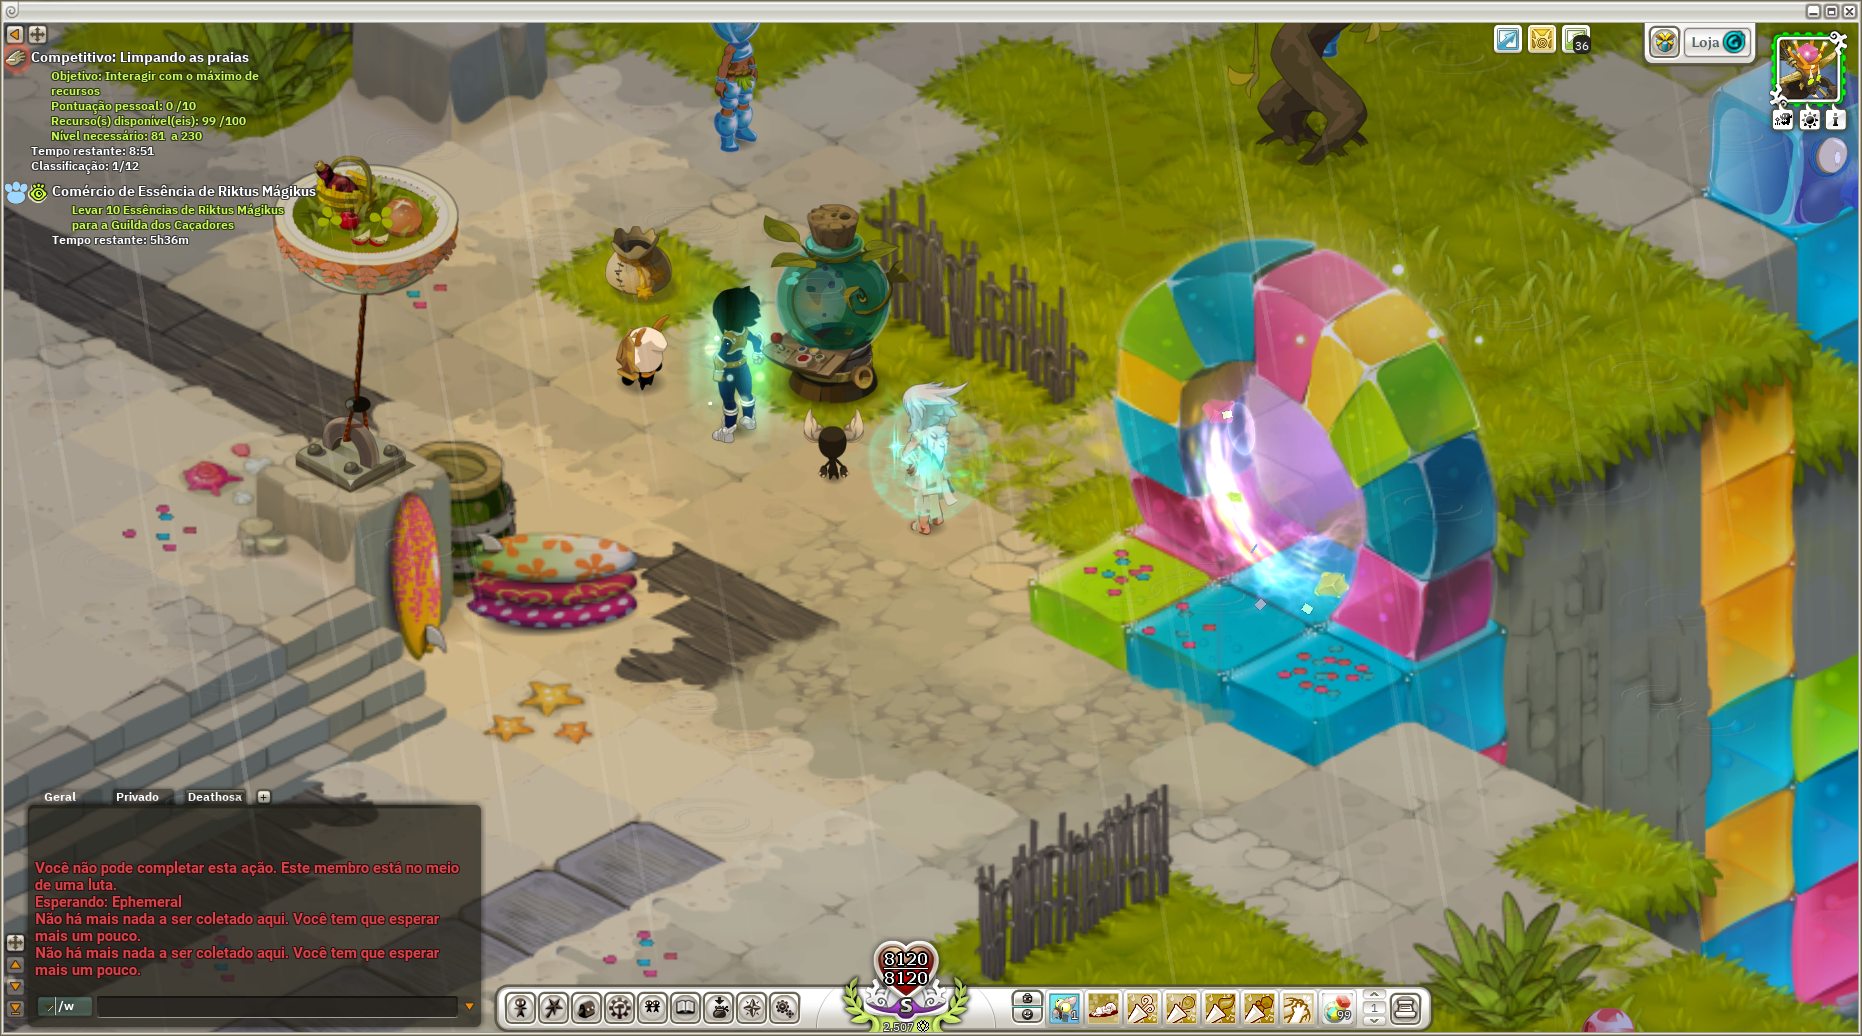 Competitivo: Limpando as praias
Objetivo: Interagir com o máximo de
recursos
Pontuação pessoal: 0 /10
Recurso(s) disponível(eis): 99 /100
Nível necessário: 81 a 230
Tempo restante: 8:51
Classificação: 1/12
Comércio de Essência de Riktus Mágikus
Levar 10 Essências de Riktus Mágikus
para a Guilda dos Caçadores
Tempo restante: 5h36m
36
Loja
Geral
Privado
Deathosa
Você não pode completar esta ação. Este membro está no meio
de uma luta.
Esperando: Ephemeral
Não há mais nada a ser coletado aqui. Você tem que esperar
mais um pouco.
Não há mais nada a ser coletado aqui. Você tem que esperar
mais um pouco.
/w
8120
8120
S
2.507
1
99
1